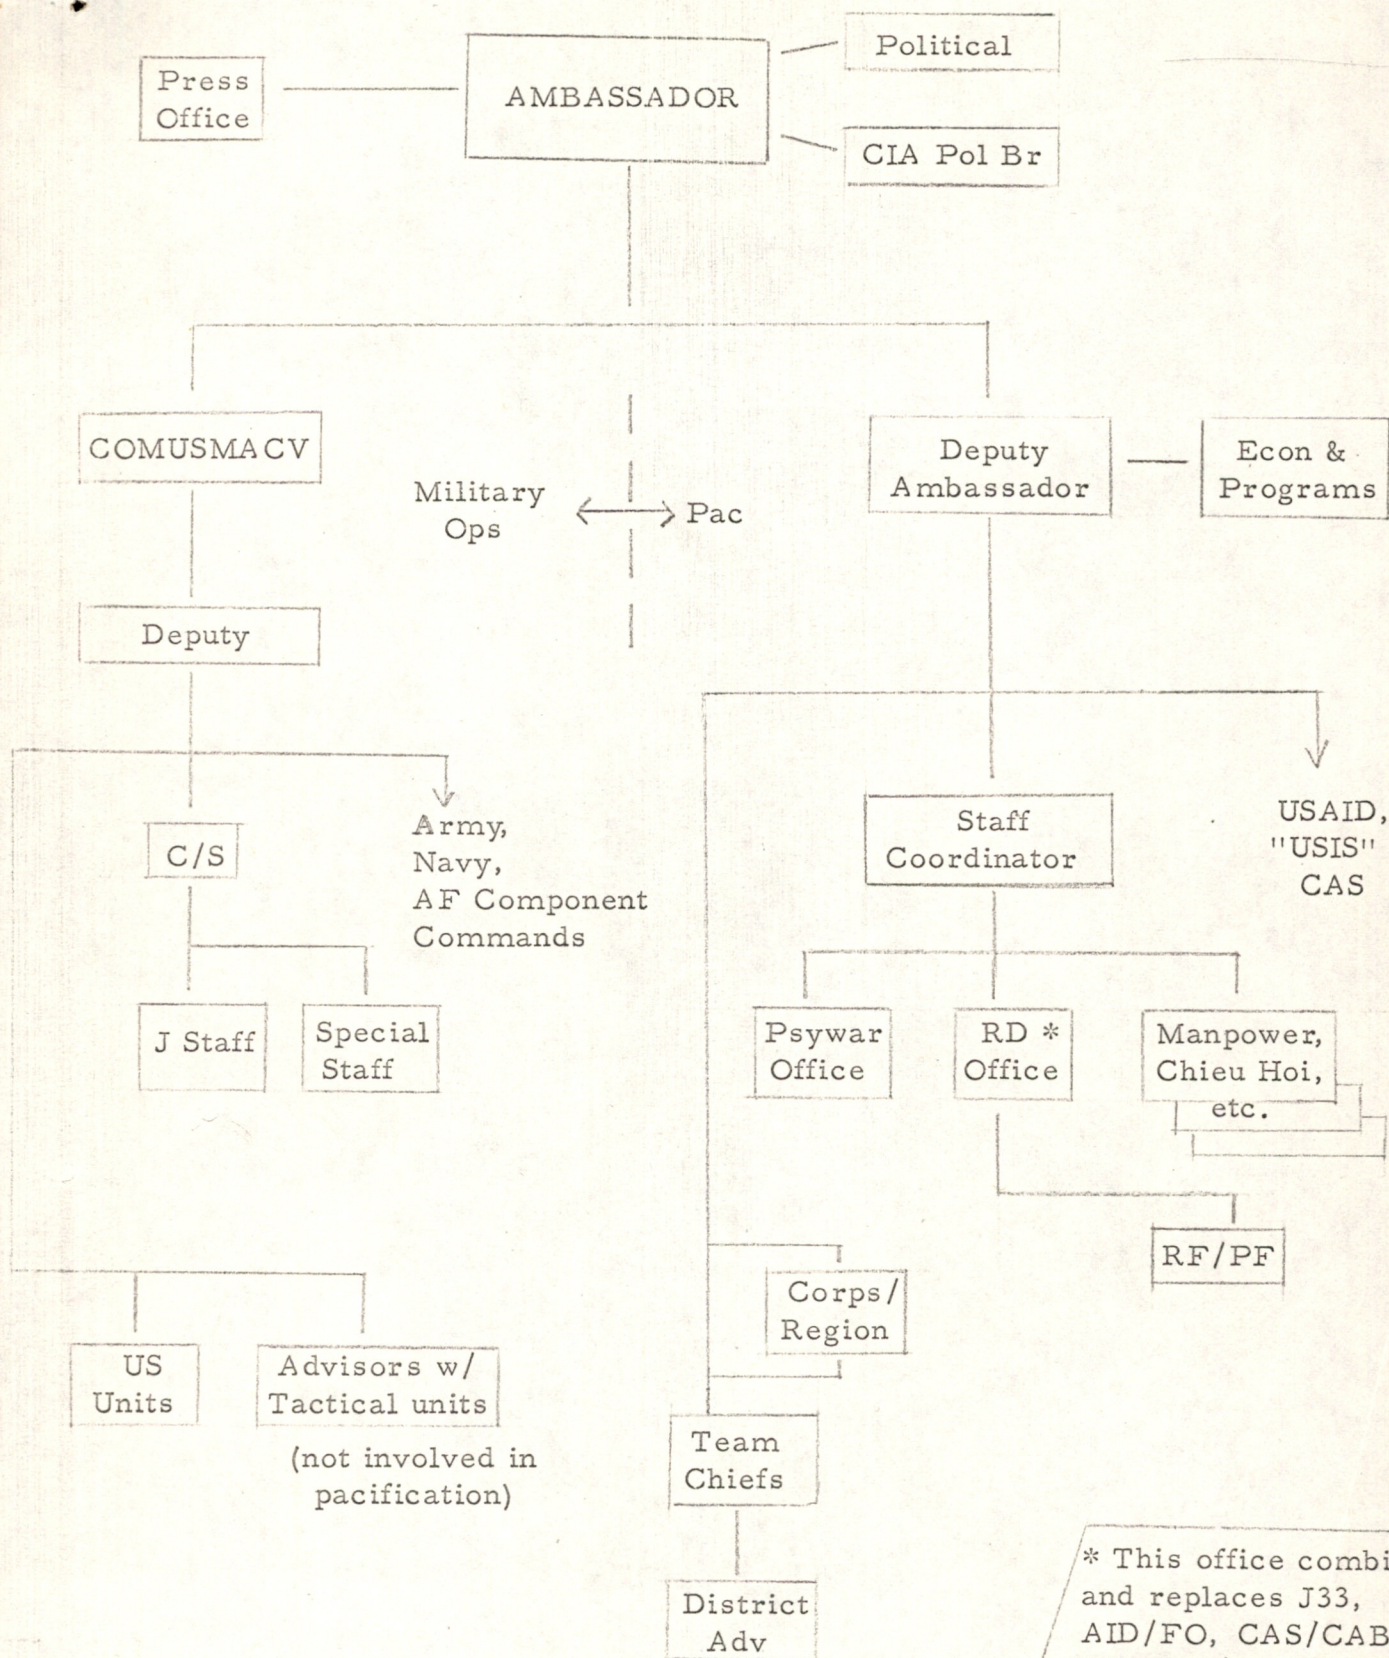 Press
Office
AMBASSADOR
Political
CIA Pol Br
COMUSMACV
Military
Ops
Pac
Deputy
Ambassador
Econ &
Programs
Deputy
C/S
Army,
Navy,
AF Component
Commands
Staff
Coordinator
USAID,
"USIS"
CAS
J Staff
Special
Staff
Psywar
Office
RD *
Office
Manpower,
Chieu Hoi,
etc.
RF/PF
Corps/
Region
US
Units
Advisors w/
Tactical units
(not involved in
pacification)
Team
Chiefs
District
Adv
* This office
and replaces J33,
AID/FO, CAS/CAB